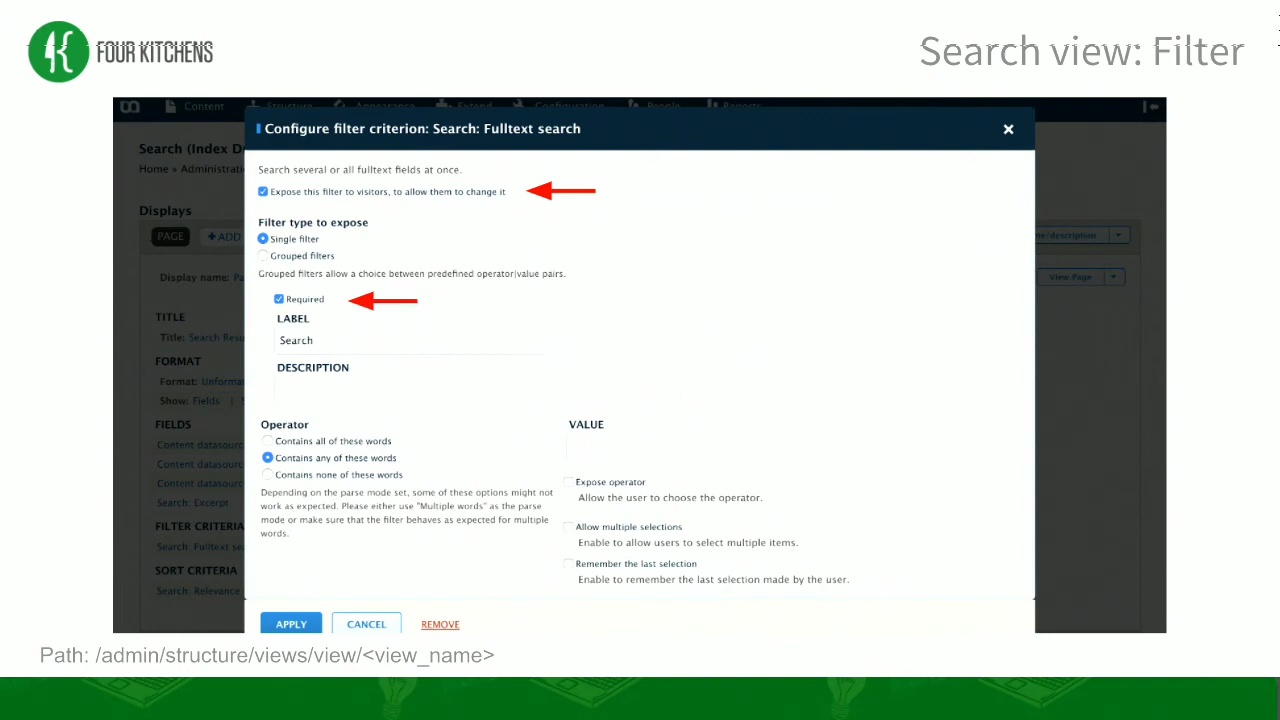 FOUR KITCHENS
Search view: Filter
Content Structure Appearance Extend Configuration People Reports
Configure filter criterion: Search: Fulltext search
Search (Index D
Home » Administratio
Displays
PAGE
+ ADD
me/description
Display name: Pa
View Page
TITLE
Title: Search Resu
FORMAT
Format: Unforma
Show: Fields | S
FIELDS
Content datasourc
Content datasourc
Content datasourc
Search: Excerpt
FILTER CRITERIA
Search: Fulltext sea
SORT CRITERIA
Search: Relevance
Search several or all fulltext fields at once.
Expose this filter to visitors, to allow them to change it
Filter type to expose
Single filter
Grouped filters
Grouped filters allow a choice between predefined operator|value pairs.
Required
LABEL
Search
DESCRIPTION
Operator
Contains all of these words
Contains any of these words
Contains none of these words
Depending on the parse mode set, some of these options might not
work as expected. Please either use "Multiple words" as the parse
mode or make sure that the filter behaves as expected for multiple
words.
VALUE
Expose operator
Allow the user to choose the operator.
Allow multiple selections
Enable to allow users to select multiple items.
Remember the last selection
Enable to remember the last selection made by the user.
APPLY
CANCEL
REMOVE
Path: /admin/structure/views/view/<view_name>